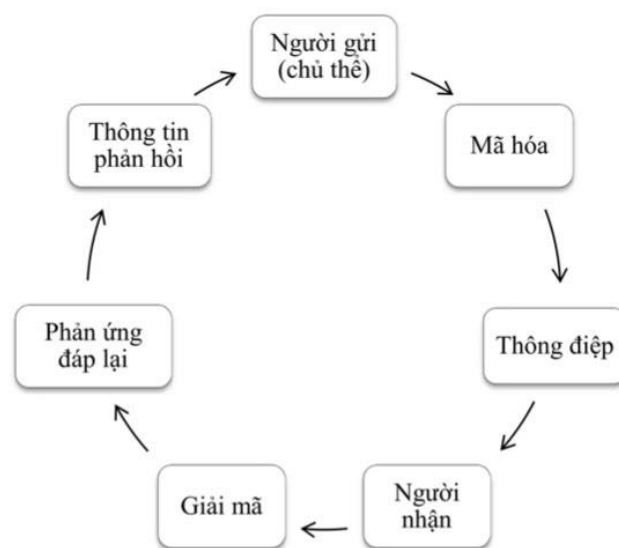 Người gửi
(chủ thể)
Mã hóa
Thông điệp
Người
nhận
Giải mã
Phản ứng
đáp lại
Thông tin
phản hồi